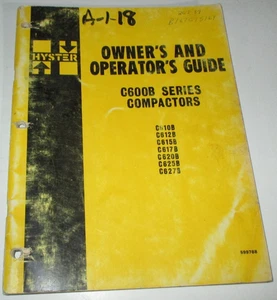 A-1-18
HYSTER
OWNER'S AND
OPERATOR'S GUIDE
C600B SERIES
COMPACTORS
C610B
C612B
C615B
C617B
C620B
C625B
C627B